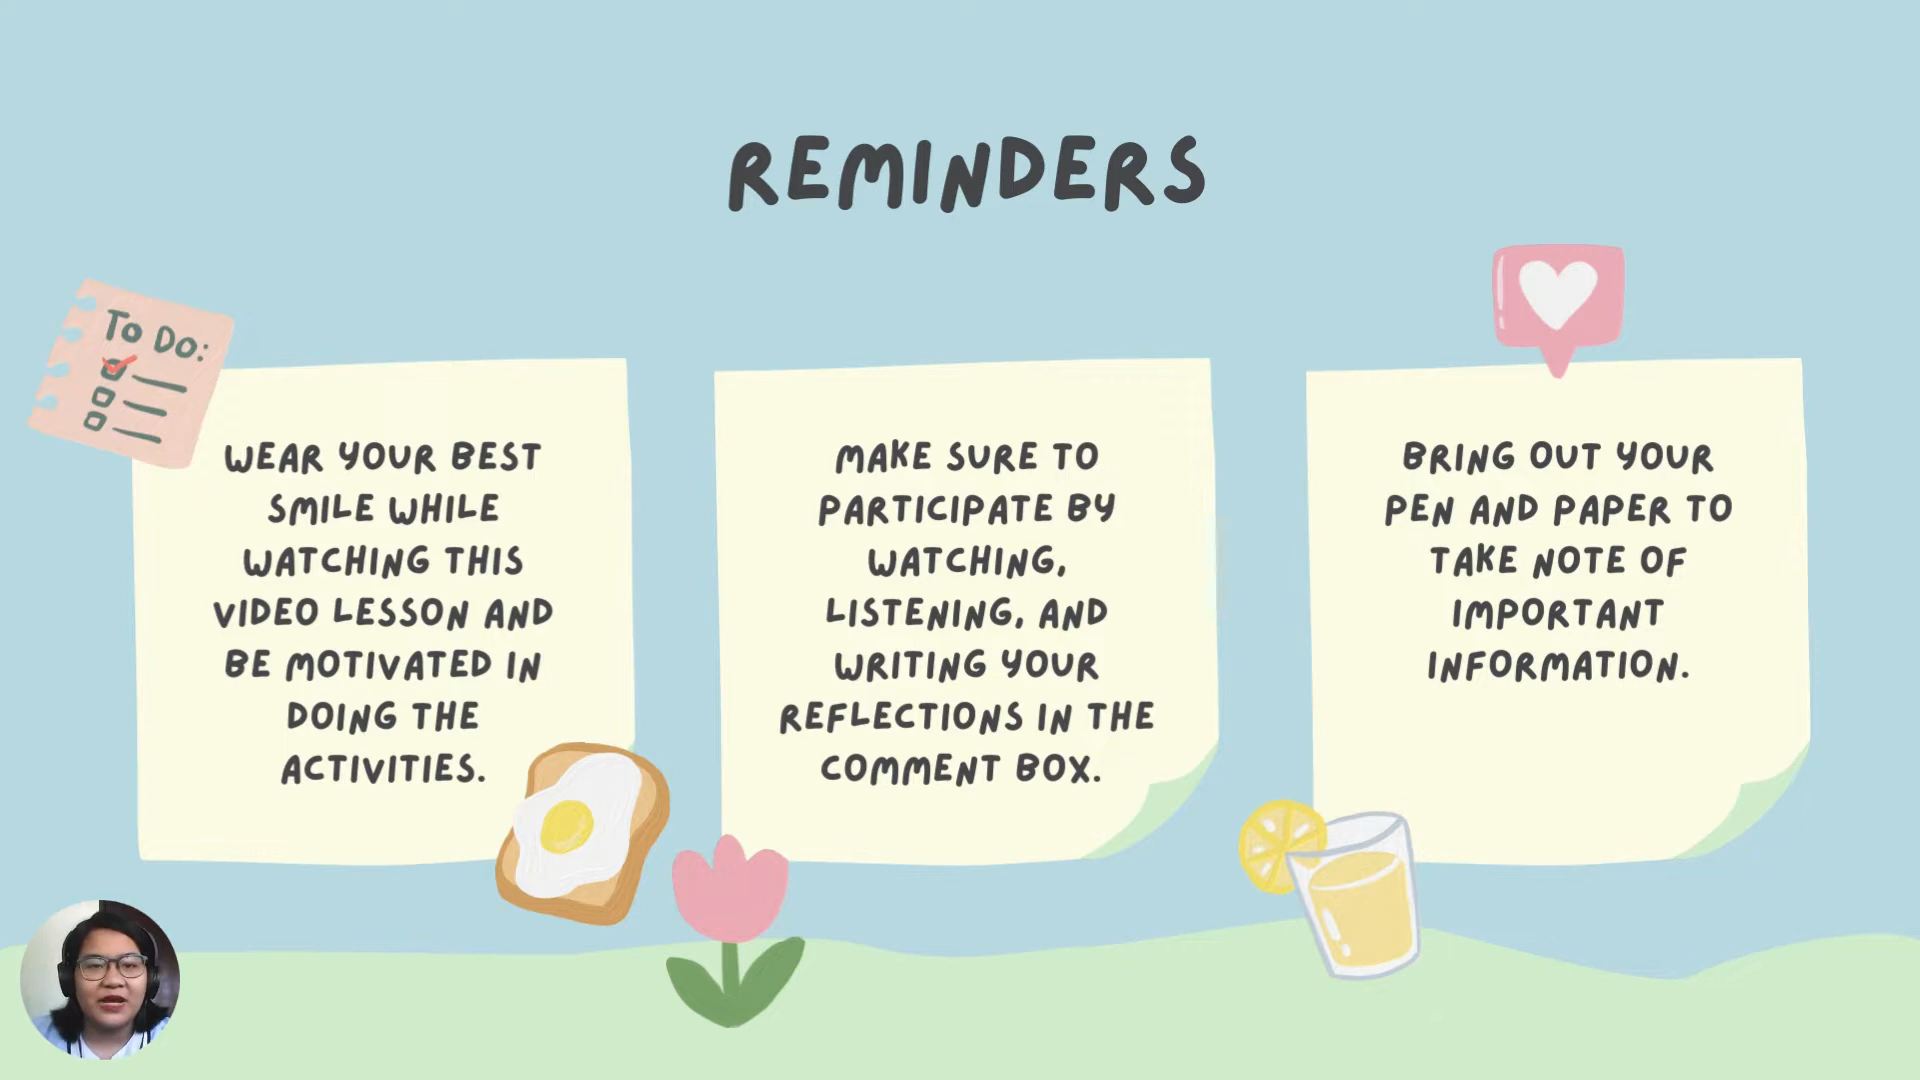 REMINDERS
To Do:
WEAR YOUR BEST
SMILE WHILE
WATCHING THIS
VIDEO LESSON AND
BE MOTIVATED IN
DOING THE
ACTIVITIES.
MAKE SURE TO
PARTICIPATE BY
WATCHING,
LISTENING, AND
WRITING YOUR
REFLECTIONS IN THE
COMMENT BOX.
BRING OUT YOUR
PEN AND PAPER TO
TAKE NOTE OF
IMPORTANT
INFORMATION.